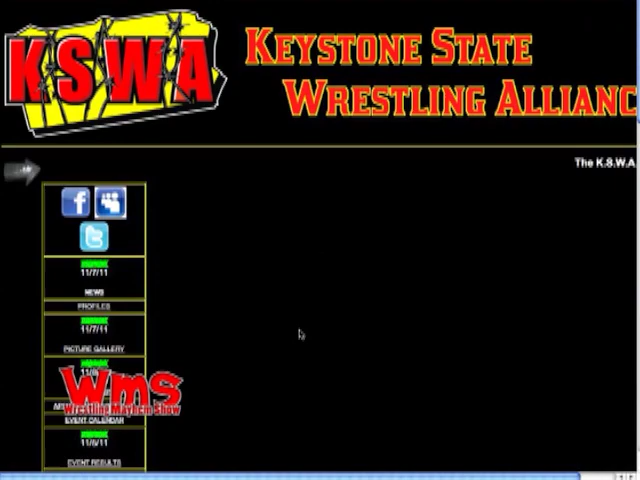 KSWA
KEYSTONE STATE
WRESTLING ALLIANC
The K.S.W.A
f
t
11/7/11
NEWS
PROFILES
11/7/11
PICTURE GALLERY
Wms
Wrestling Mayhem Show
EVENT CALENDAR
11/6/11
EVENT RESULTS